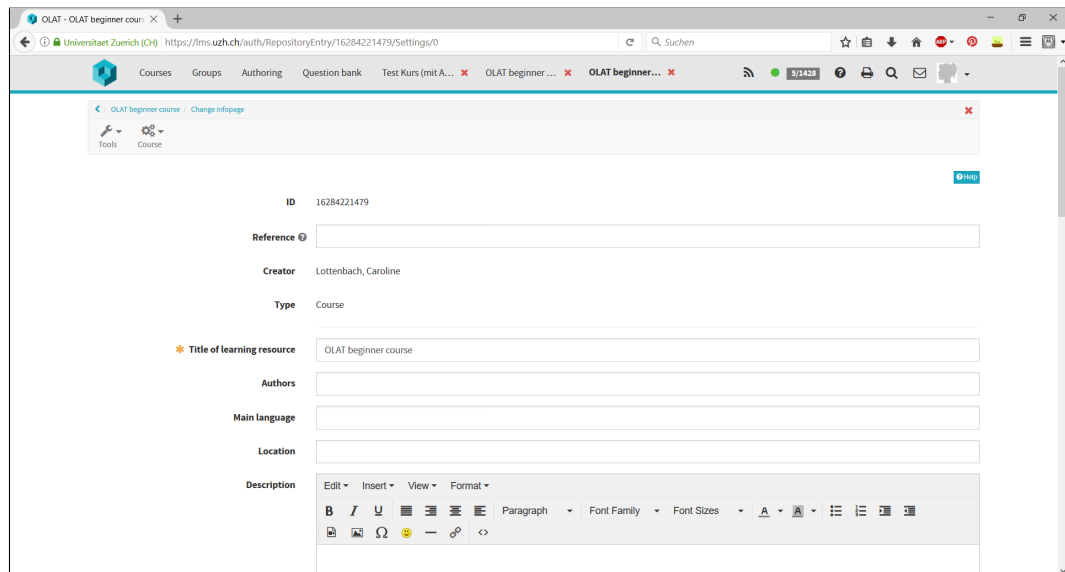 OLAT - OLAT beginner cours
Universitaet Zuerich (CH) https://lms.uzh.ch/auth/RepositoryEntry/16284221479/Settings/0 Suchen ABP
Courses Groups Authoring Question bank Test Kurs (mit A... OLAT beginner ... OLAT beginner... 5/1428
/ OLAT beginner course / Change infopage
Tools Course
Help
ID 16284221479
Reference
Creator Lottenbach, Caroline
Type Course
Title of learning resource OLAT beginner course
Authors
Main language
Location
Description Edit Insert View Format
B I U Paragraph Font Family Font Sizes A A
Ω <>